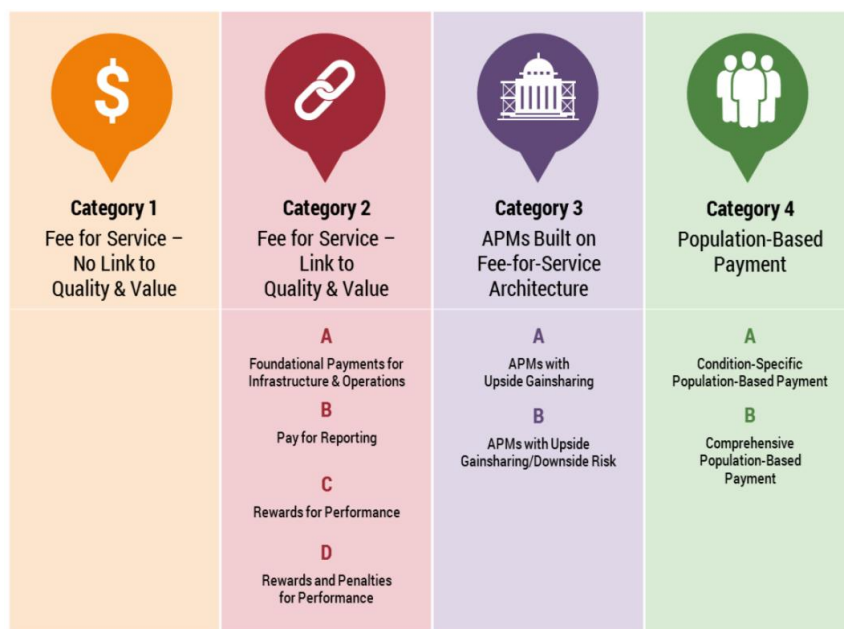 $
Category 1
Fee for Service –
No Link to
Quality & Value
Category 2
Fee for Service –
Link to
Quality & Value
A
Foundational Payments for
Infrastructure & Operations
B
Pay for Reporting
C
Rewards for Performance
D
Rewards and Penalties
for Performance
Category 3
APMs Built on
Fee-for-Service
Architecture
A
APMs with
Upside Gainsharing
B
APMs with Upside
Gainsharing/Downside Risk
Category 4
Population-Based
Payment
A
Condition-Specific
Population-Based Payment
B
Comprehensive
Population-Based
Payment